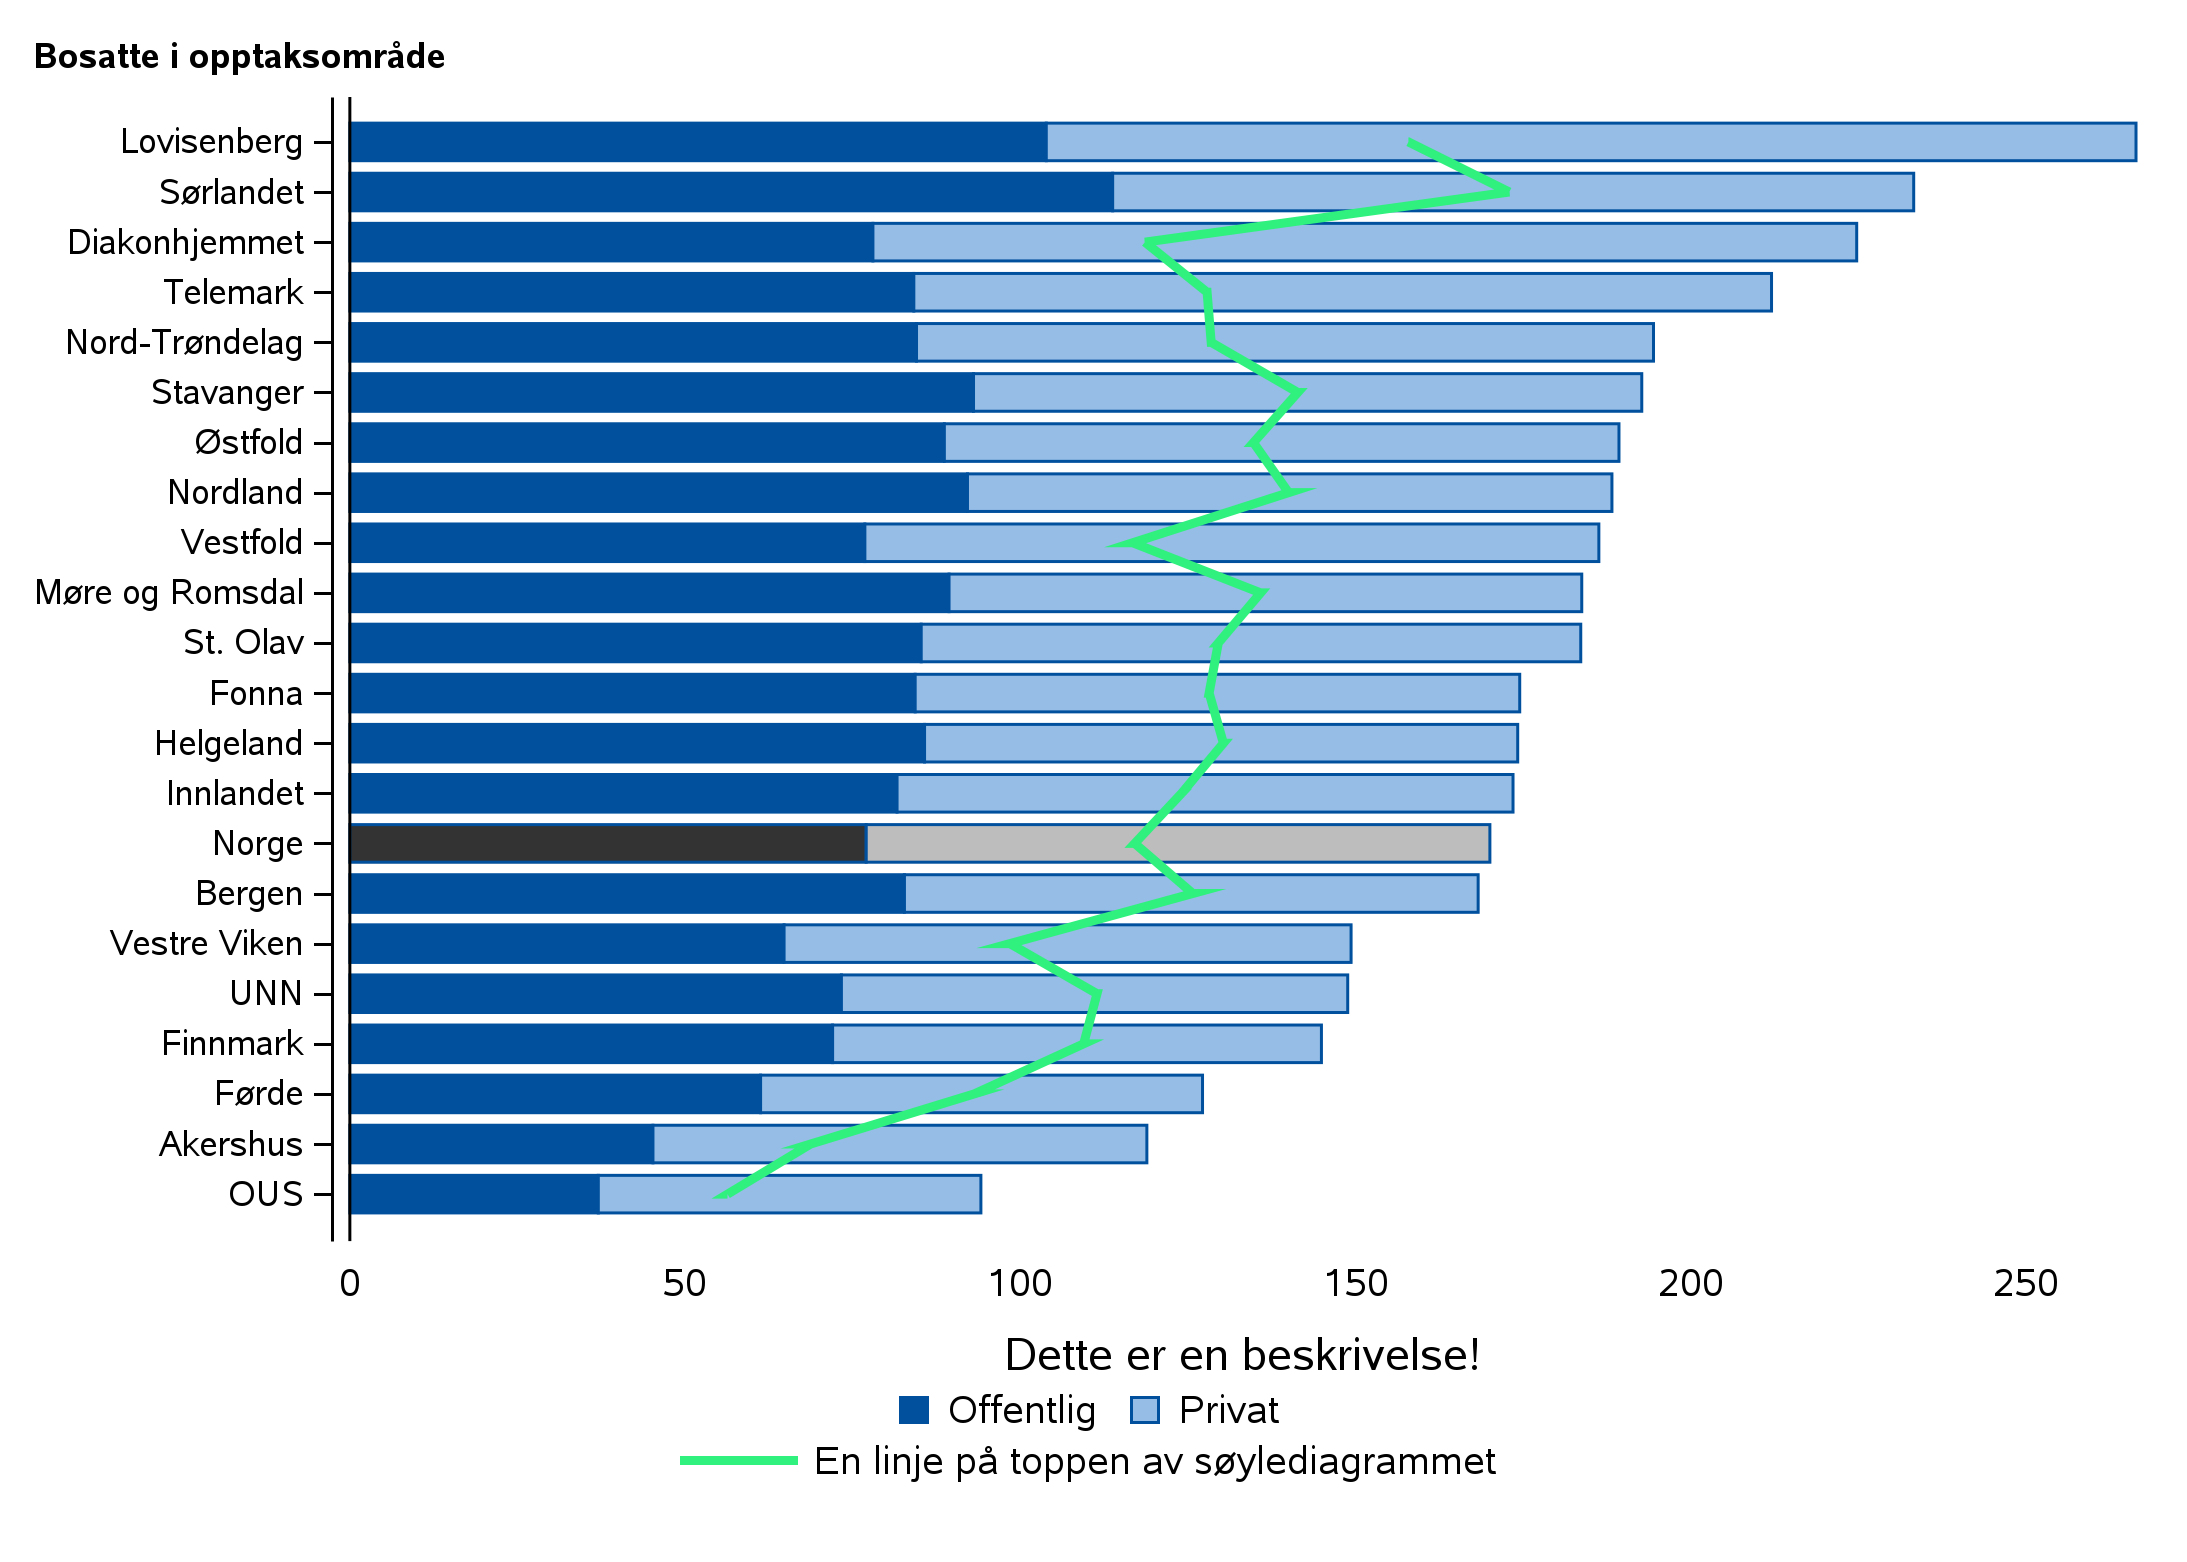 Bosatte i opptaksområde
Lovisenberg
Sørlandet
Diakonhjemmet
Telemark
Nord-Trøndelag
Stavanger
Østfold
Nordland
Vestfold
Møre og Romsdal
St. Olav
Fonna
Helgeland
Innlandet
Norge
Bergen
Vestre Viken
UNN
Finnmark
Førde
Akershus
OUS
0 50 100 150 200 250
Dette er en beskrivelse!
Offentlig Privat
En linje på toppen av søylediagrammet